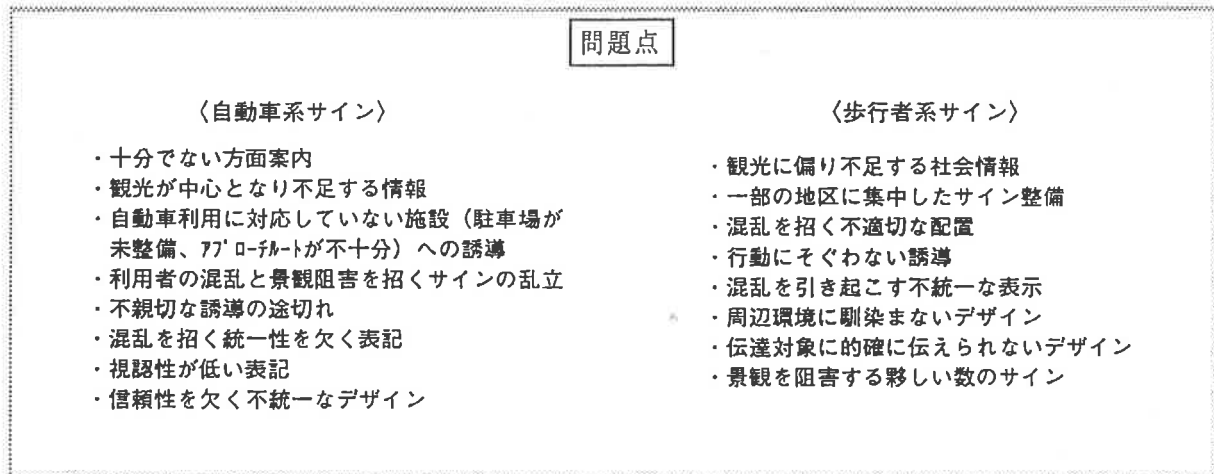 問題点
〈自動車系サイン〉
・十分でない方面案内
・観光が中心となり不足する情報
・自動車利用に対応していない施設（駐車場が
未整備、ｱﾌﾟﾛｰﾁﾙｰﾄが不十分）への誘導
・利用者の混乱と景観阻害を招くサインの乱立
・不親切な誘導の途切れ
・混乱を招く統一性を欠く表記
・視認性が低い表記
・信頼性を欠く不統一なデザイン
〈歩行者系サイン〉
・観光に偏り不足する社会情報
・一部の地区に集中したサイン整備
・混乱を招く不適切な配置
・行動にそぐわない誘導
・混乱を引き起こす不統一な表示
・周辺環境に馴染まないデザイン
・伝達対象に的確に伝えられないデザイン
・景観を阻害する夥しい数のサイン